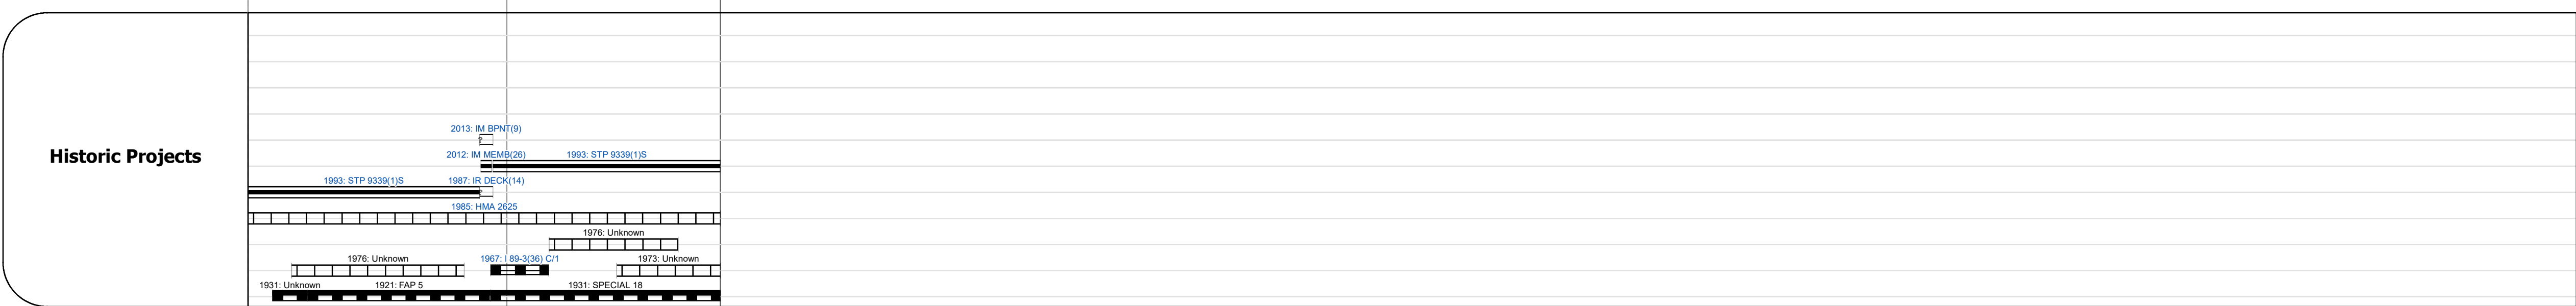 2013: IM BPNT(9)
2012: IM MEMB(26) 1993: STP 9339(1)S
Historic Projects
1993: STP 9339(1)S 1987: IR DECK(14)
1985: HMA 2625
1976: Unknown
1976: Unknown 1967: I 89-3(36) C/1 1973: Unknown
1931: Unknown 1921: FAP 5 1931: SPECIAL 18